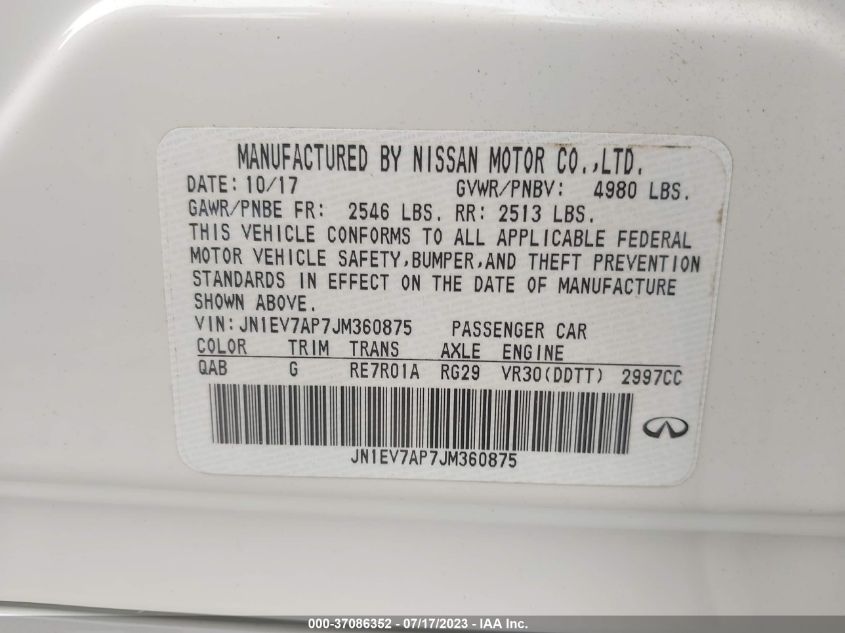 MANUFACTURED BY NISSAN MOTOR CO.,LTD.
DATE: 10/17 GVWR/PNBV: 4980 LBS.
GAWR/PNBE FR: 2546 LBS. RR: 2513 LBS.
THIS VEHICLE CONFORMS TO ALL APPLICABLE FEDERAL
MOTOR VEHICLE SAFETY,BUMPER,AND THEFT PREVENTION
STANDARDS IN EFFECT ON THE DATE OF MANUFACTURE
SHOWN ABOVE.
VIN:JN1EV7AP7JM360875 PASSENGER CAR
COLOR TRIM TRANS AXLE ENGINE
QAB G RE7R01A RG29 VR30(DDTT) 2997CC
JN1EV7AP7JM360875
000-37086352 - 07/17/2023 - IAA Inc.